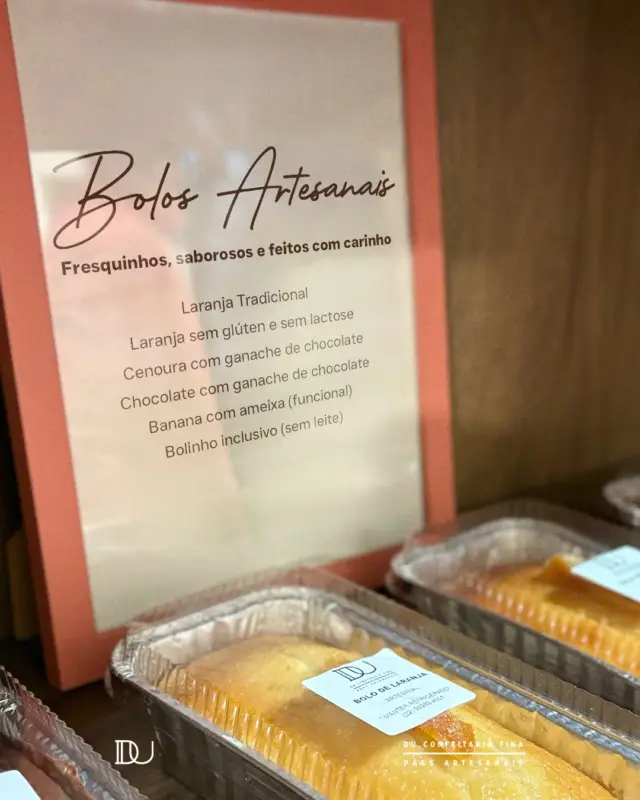 Bolos Artesanais
Fresquinhos, saborosos e feitos com carinho
Laranja Tradicional
Laranja sem glúten e sem lactose
Cenoura com ganache de chocolate
Chocolate com ganache de chocolate
Banana com ameixa (funcional)
Bolinho inclusivo (sem leite)
DU
BOLO DE LARANJA
ARTESANAL
DU
DU CONFEITARIA FINA
PÃES ARTESANAIS